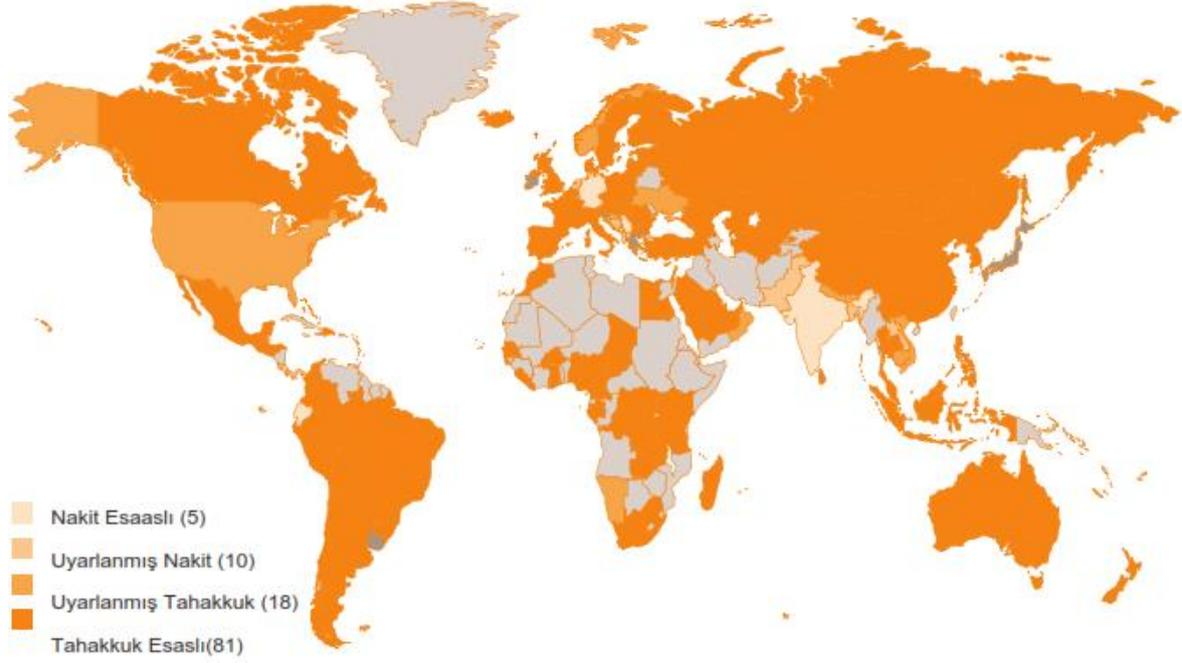 Nakit Esaaslı (5)
Uyarlanmış Nakit (10)
Uyarlanmış Tahakkuk (18)
Tahakkuk Esaslı(81)